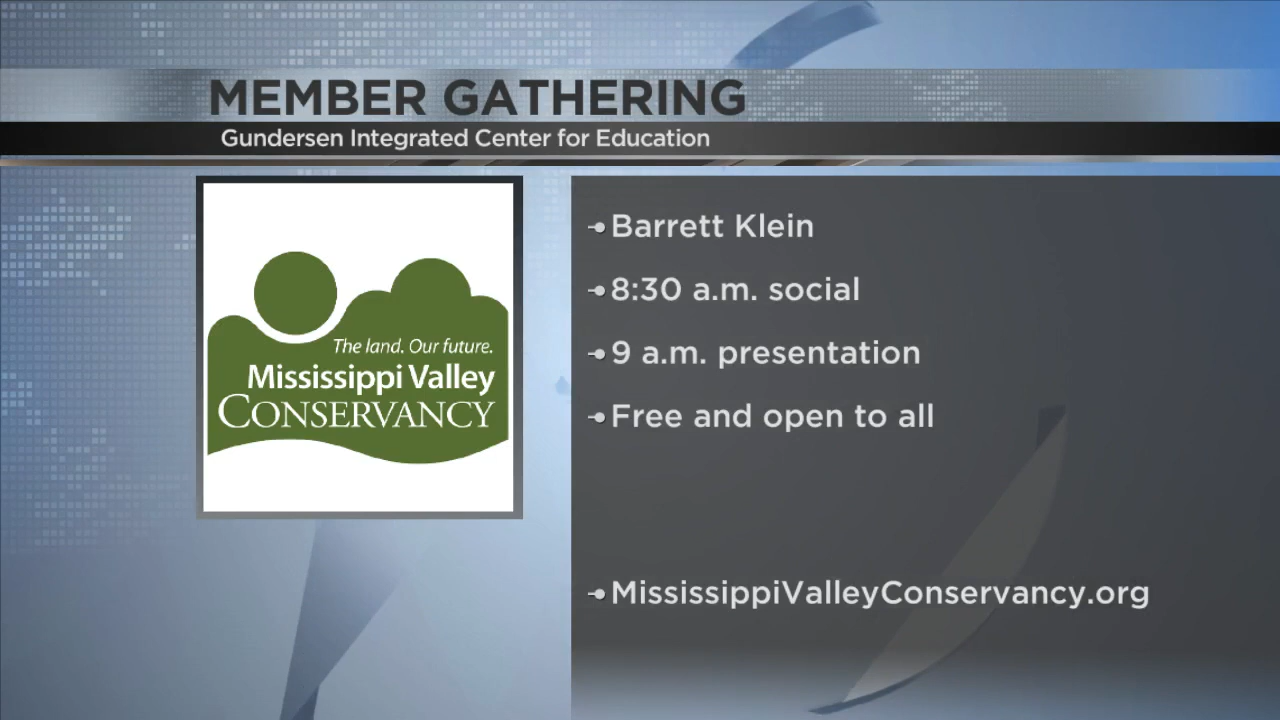 MEMBER GATHERING
Gundersen Integrated Center for Education
The land. Our future.
Mississippi Valley
CONSERVANCY
Barrett Klein
8:30 a.m. social
9 a.m. presentation
Free and open to all
MississippiValleyConservancy.org